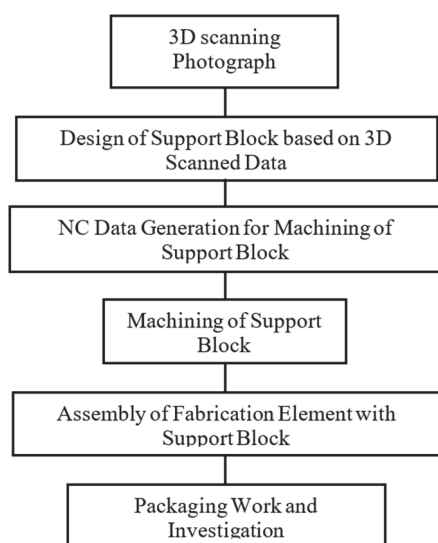 3D scanning
Photograph
Design of Support Block based on 3D
Scanned Data
NC Data Generation for Machining of
Support Block
Machining of Support
Block
Assembly of Fabrication Element with
Support Block
Packaging Work and
Investigation